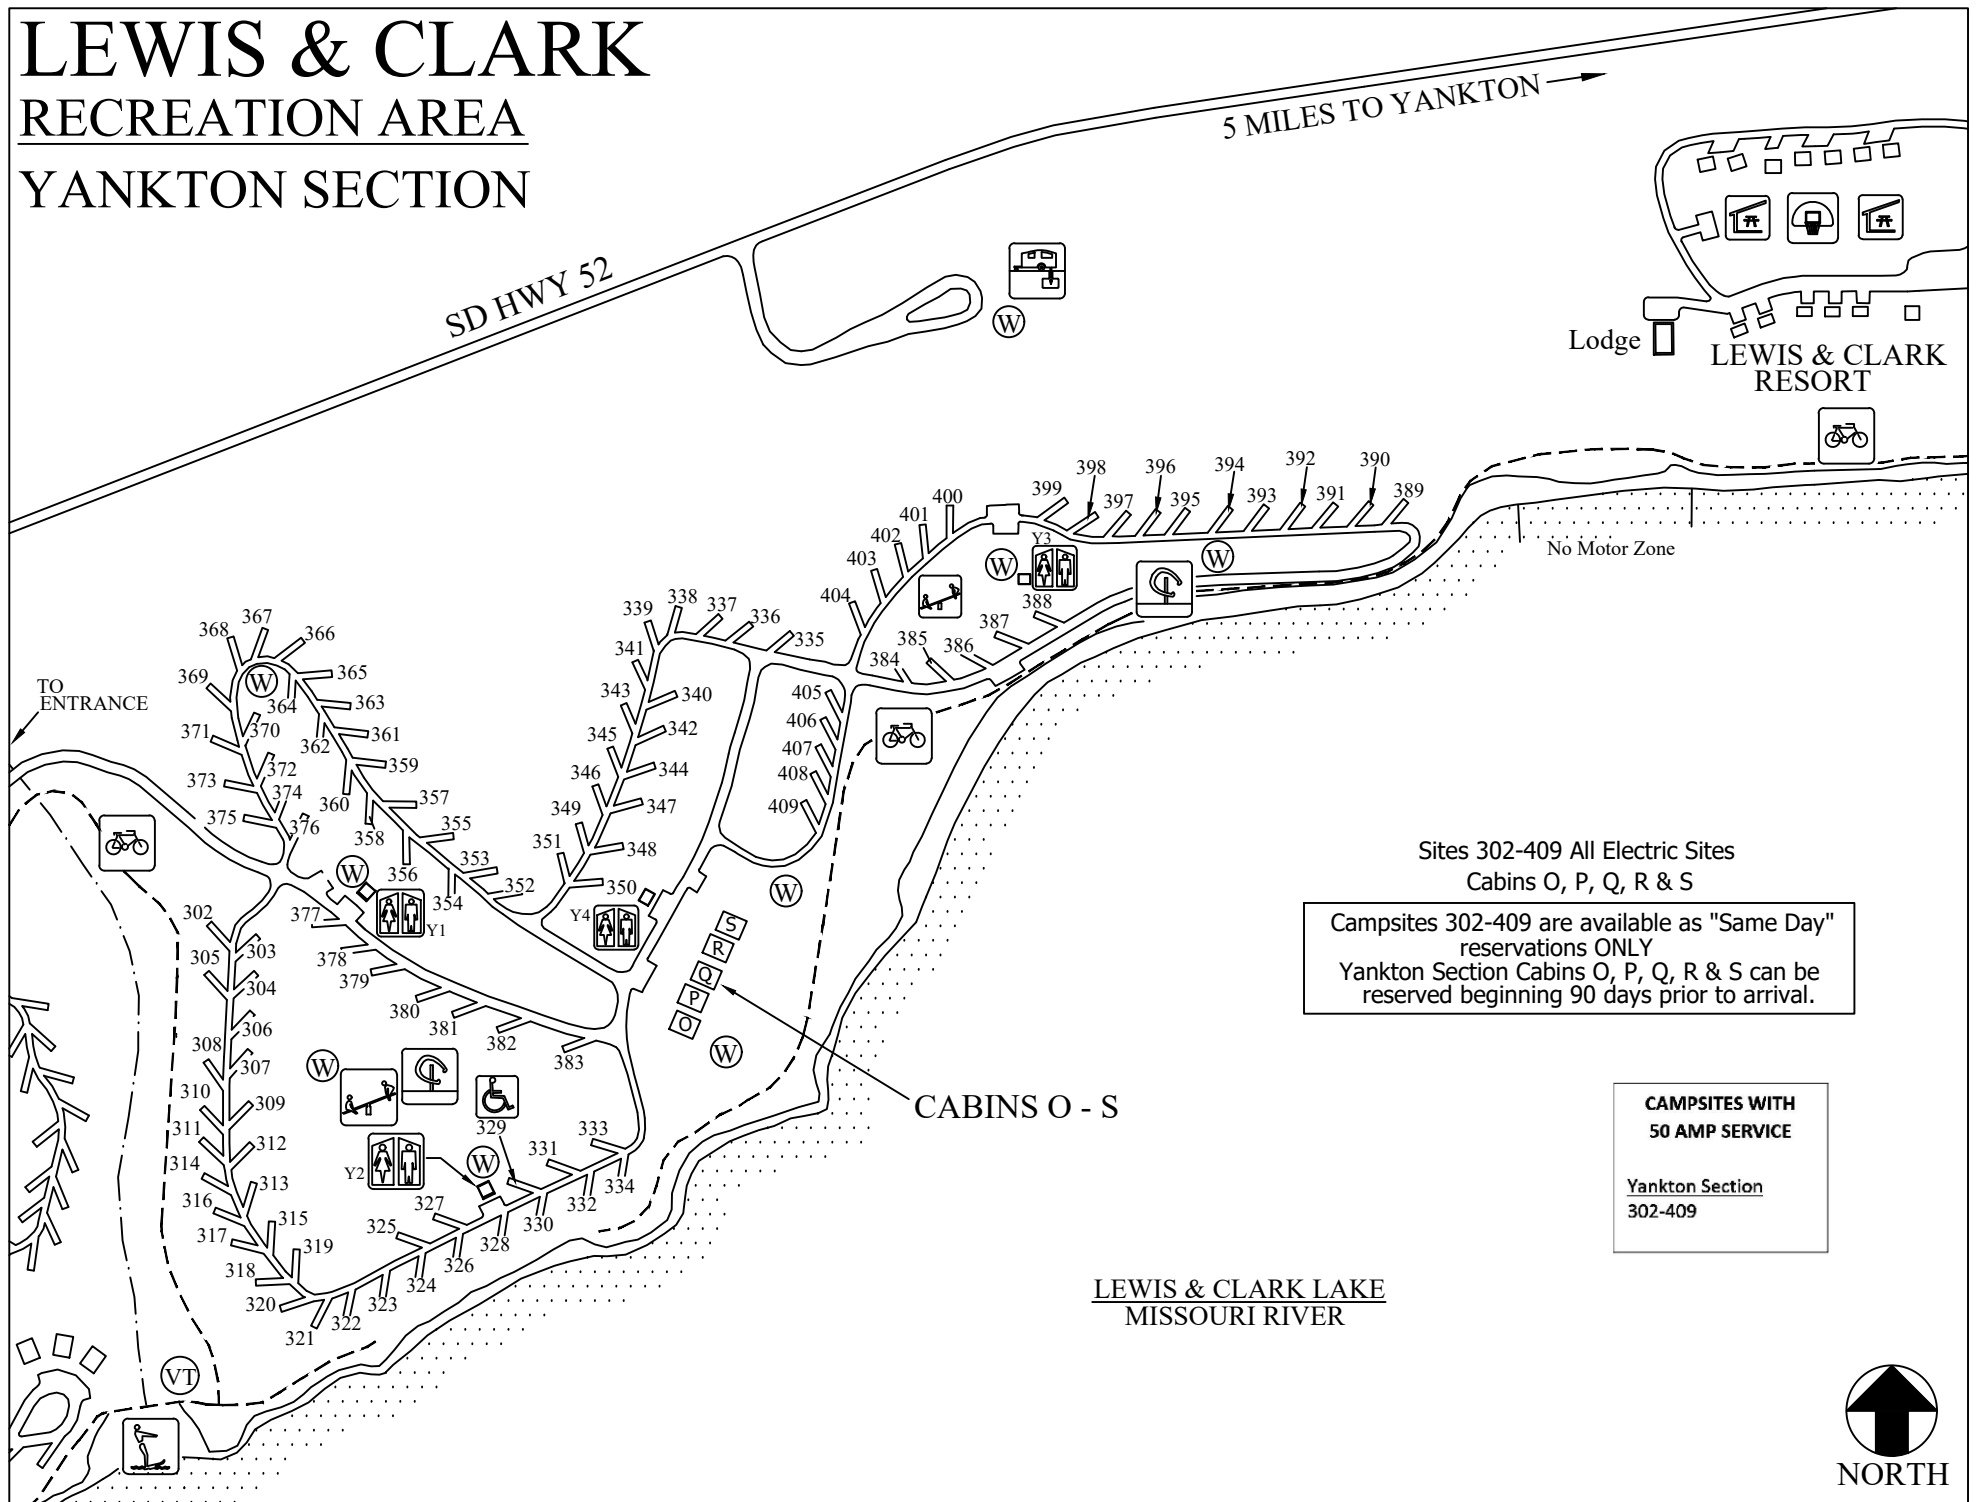 LEWIS & CLARK
RECREATION AREA
YANKTON SECTION
5 MILES TO YANKTON
SD HWY 52
W
Lodge
LEWIS & CLARK
RESORT
No Motor Zone
398
396
394
392
390
399
397
395
393
391
389
400
401
402
403
404
Y3
W
W
388
387
386
385
384
339
338
337
336
335
341
343
340
345
342
346
344
349
347
351
348
350
Y4
405
406
407
408
409
W
368
367
366
369
W
365
364
363
371
370
362
361
373
372
359
374
360
357
375
376
358
355
356
353
352
354
TO
ENTRANCE
W
Y1
377
378
379
380
381
382
383
302
303
305
304
306
308
307
310
309
311
312
314
313
316
315
317
319
318
320
321
322
323
324
325
326
327
328
329
330
331
332
333
334
W
Y2
W
S
R
Q
P
O
W
CABINS O - S
Sites 302-409 All Electric Sites
Cabins O, P, Q, R & S
Campsites 302-409 are available as "Same Day"
reservations ONLY
Yankton Section Cabins O, P, Q, R & S can be
reserved beginning 90 days prior to arrival.
CAMPSITES WITH
50 AMP SERVICE
Yankton Section
302-409
LEWIS & CLARK LAKE
MISSOURI RIVER
VT
NORTH